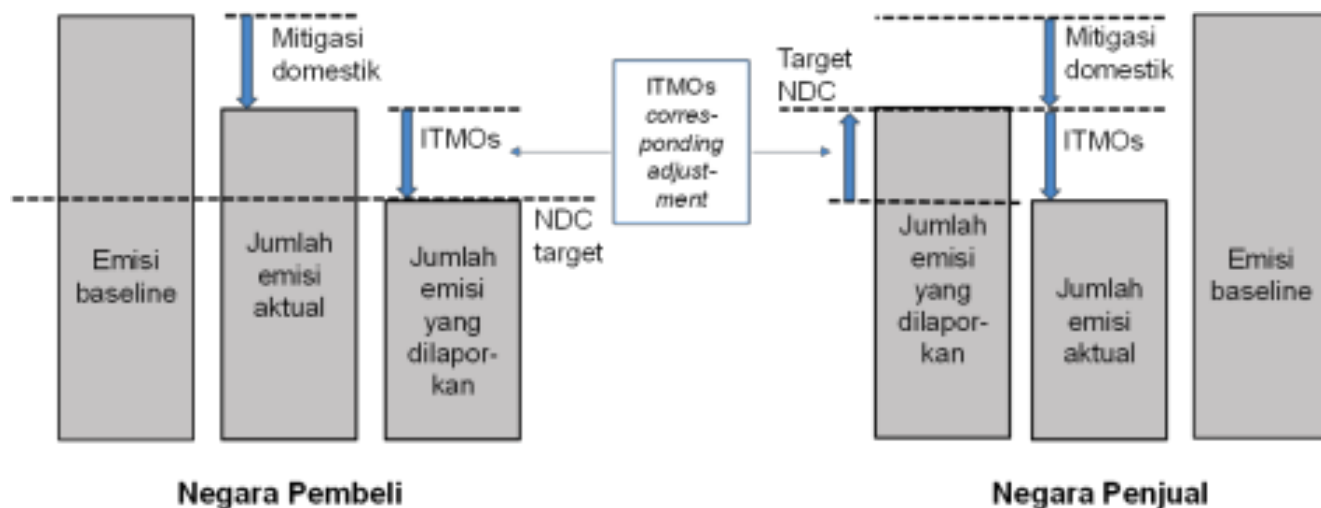 Mitigasi
domestik
ITMOs
NDC
target
Emisi
baseline
Jumlah
emisi
aktual
Jumlah
emisi
yang
dilapor-
kan
Negara Pembeli
ITMOs
corres-
ponding
adjust-
ment
Target
NDC
Mitigasi
domestik
ITMOs
Jumlah
emisi
yang
dilapor-
kan
Jumlah
emisi
aktual
Emisi
baseline
Negara Penjual